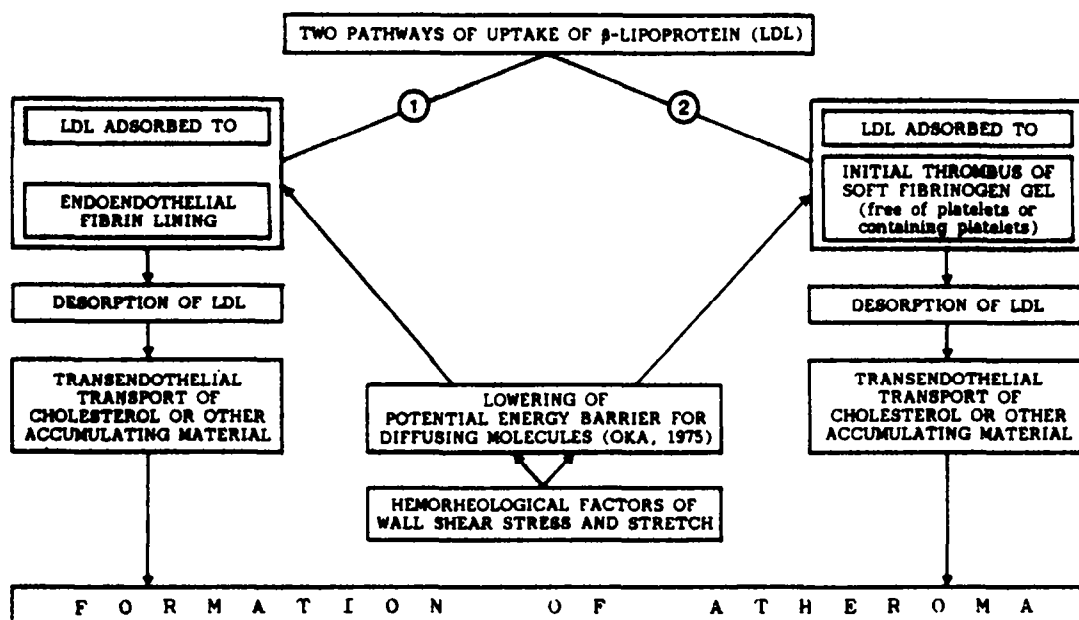 TWO PATHWAYS OF UPTAKE OF β-LIPOPROTEIN (LDL)
1
2
LDL ADSORBED TO
ENDOENDOTHELIAL
FIBRIN LINING
DESORPTION OF LDL
TRANSENDOTHELIAL
TRANSPORT OF
CHOLESTEROL OR OTHER
ACCUMULATING MATERIAL
LDL ADSORBED TO
INITIAL THROMBUS OF
SOFT FIBRINOGEN GEL
(free of platelets or
containing platelets)
DESORPTION OF LDL
TRANSENDOTHELIAL
TRANSPORT OF
CHOLESTEROL OR OTHER
ACCUMULATING MATERIAL
LOWERING OF
POTENTIAL ENERGY BARRIER FOR
DIFFUSING MOLECULES (OKA, 1975)
HEMORHEOLOGICAL FACTORS OF
WALL SHEAR STRESS AND STRETCH
FORMATION OF ATHEROMA